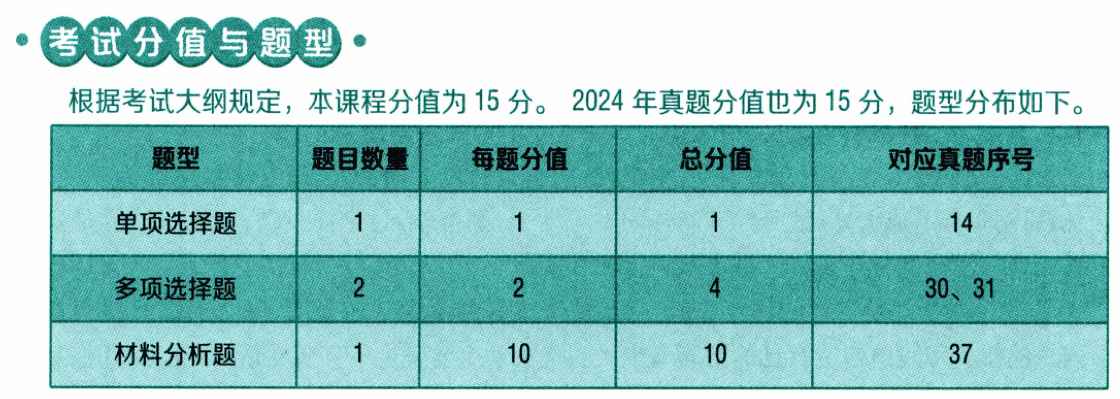 考试分值与题型
根据考试大纲规定，本课程分值为 15 分。 2024 年真题分值也为 15 分，题型分布如下。
题型 题目数量 每题分值 总分值 对应真题序号
单项选择题 1 1 1 14
多项选择题 2 2 4 30、31
材料分析题 1 10 10 37